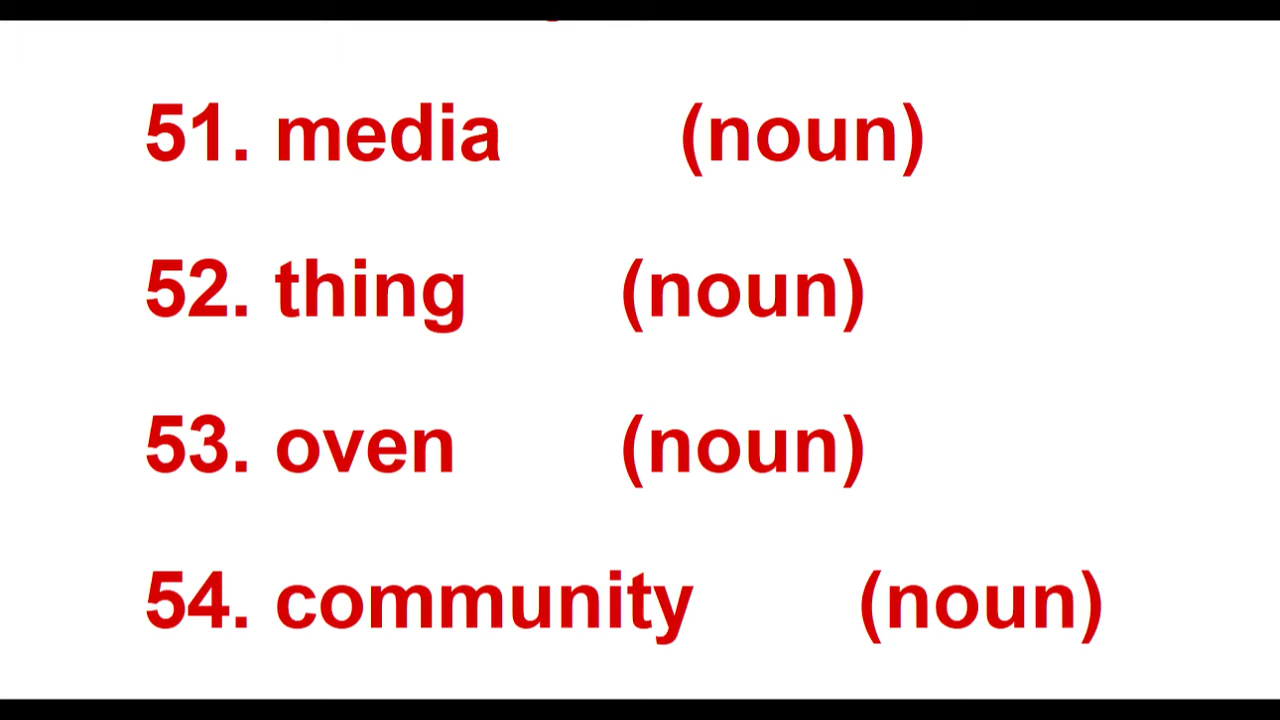 51. media (noun)
52. thing (noun)
53. oven (noun)
54. community (noun)